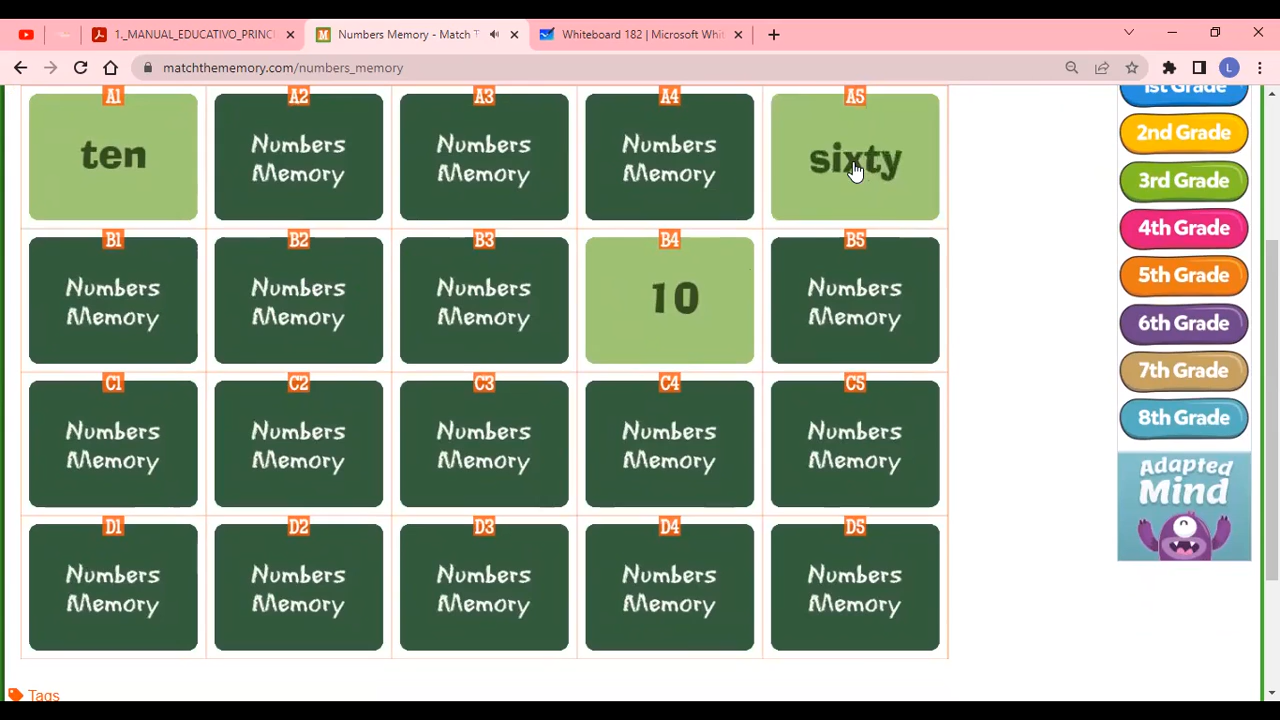 1._MANUAL_EDUCATIVO_PRINCI
Numbers Memory - Match T
Whiteboard 182 | Microsoft Whit
matchthememory.com/numbers_memory
L
A1
A2
A3
A4
A5
ten
Numbers
Memory
Numbers
Memory
Numbers
Memory
sixty
B1
B2
B3
B4
B5
Numbers
Memory
Numbers
Memory
Numbers
Memory
10
Numbers
Memory
C1
C2
C3
C4
C5
Numbers
Memory
Numbers
Memory
Numbers
Memory
Numbers
Memory
Numbers
Memory
D1
D2
D3
D4
D5
Numbers
Memory
Numbers
Memory
Numbers
Memory
Numbers
Memory
Numbers
Memory
Tags
1st Grade
2nd Grade
3rd Grade
4th Grade
5th Grade
6th Grade
7th Grade
8th Grade
Adapted
Mind